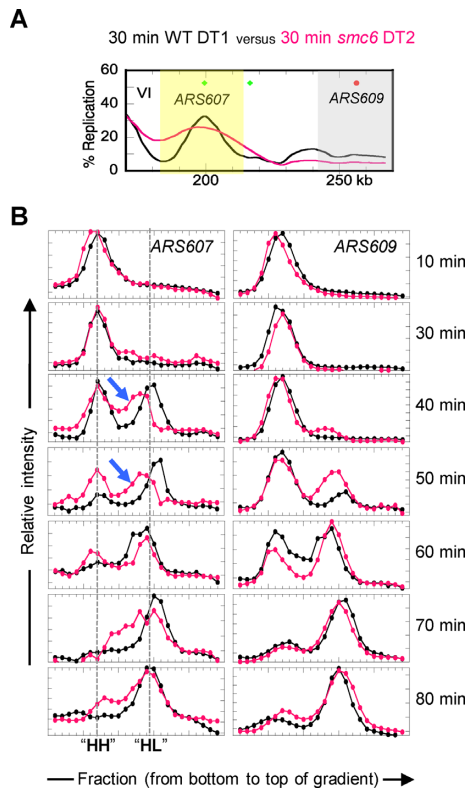 A
30 min WT DT1 versus 30 min smc6 DT2
% Replication
60
40
20
0
VI
ARS607
ARS609
200
250 kb
B
Relative intensity
ARS607
ARS609
10 min
30 min
40 min
50 min
60 min
70 min
80 min
“HH”
“HL”
Fraction (from bottom to top of gradient)